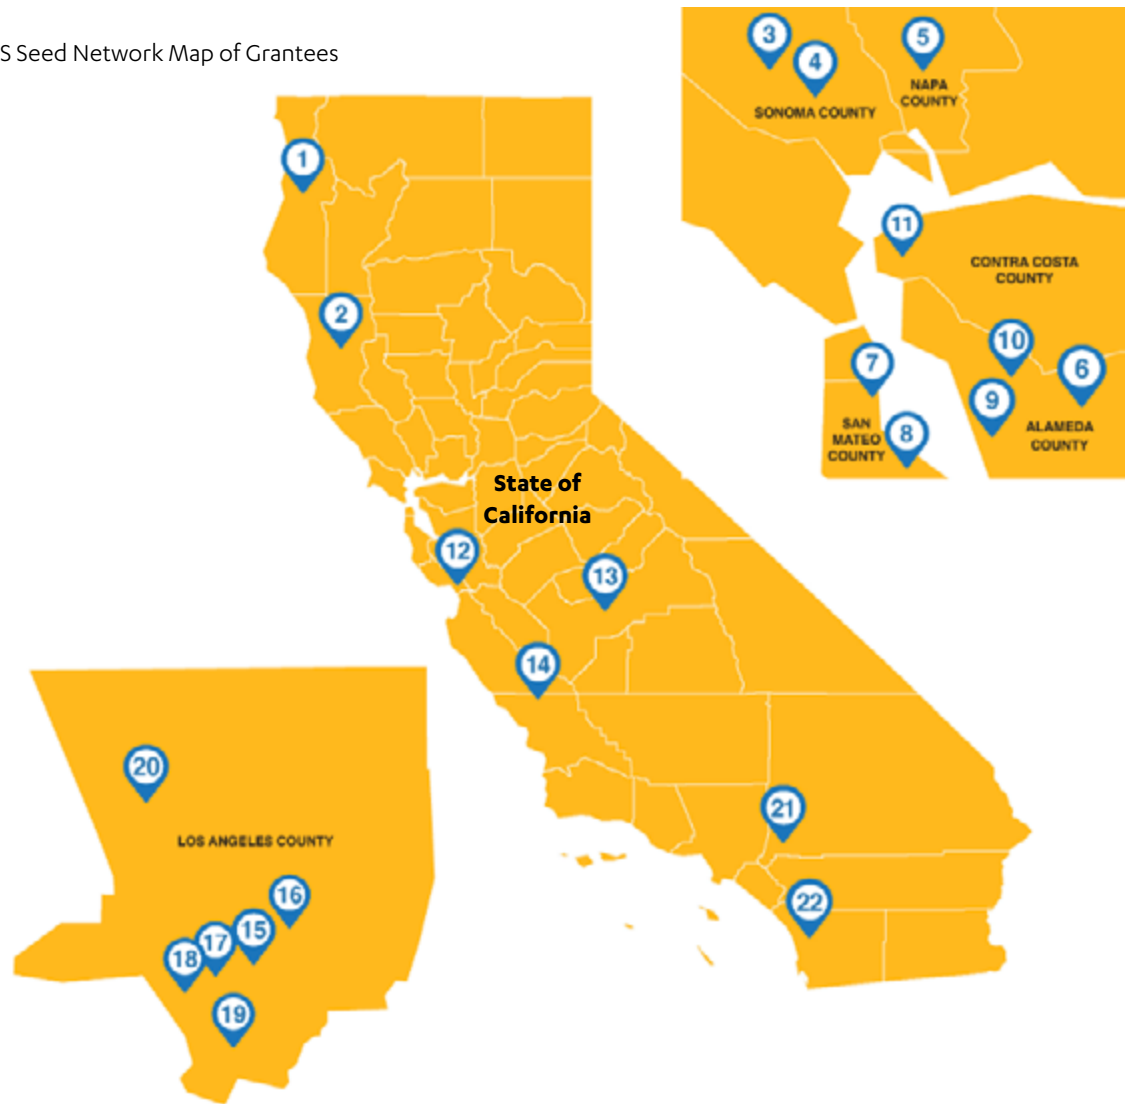 S Seed Network Map of Grantees
3
4
5
NAPA
COUNTY
SONOMA COUNTY
1
11
CONTRA COSTA
COUNTY
2
10
7
6
9
SAN
MATEO
COUNTY
8
ALAMEDA
COUNTY
State of
California
12
13
14
20
LOS ANGELES COUNTY
21
16
22
15
17
18
19